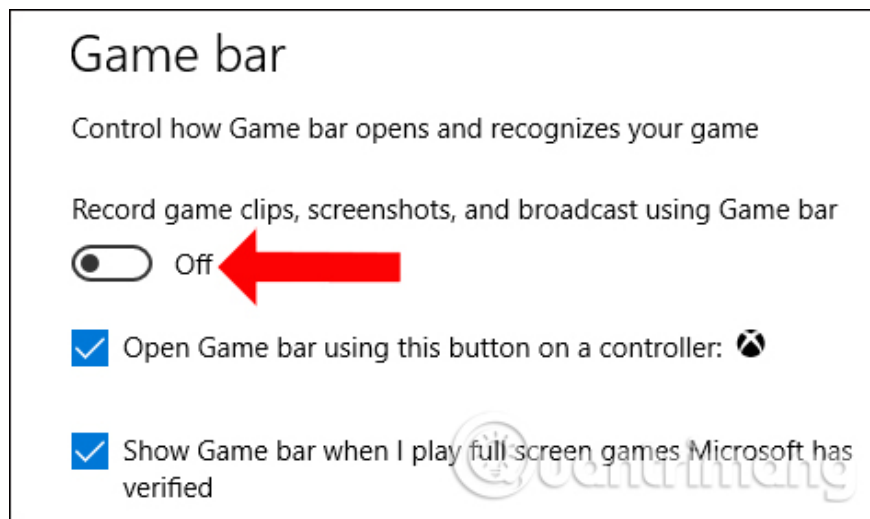 Game bar
Control how Game bar opens and recognizes your game
Record game clips, screenshots, and broadcast using Game bar
Off
Open Game bar using this button on a controller:
Show Game bar when I play full screen games Microsoft has
verified
Quantrimang